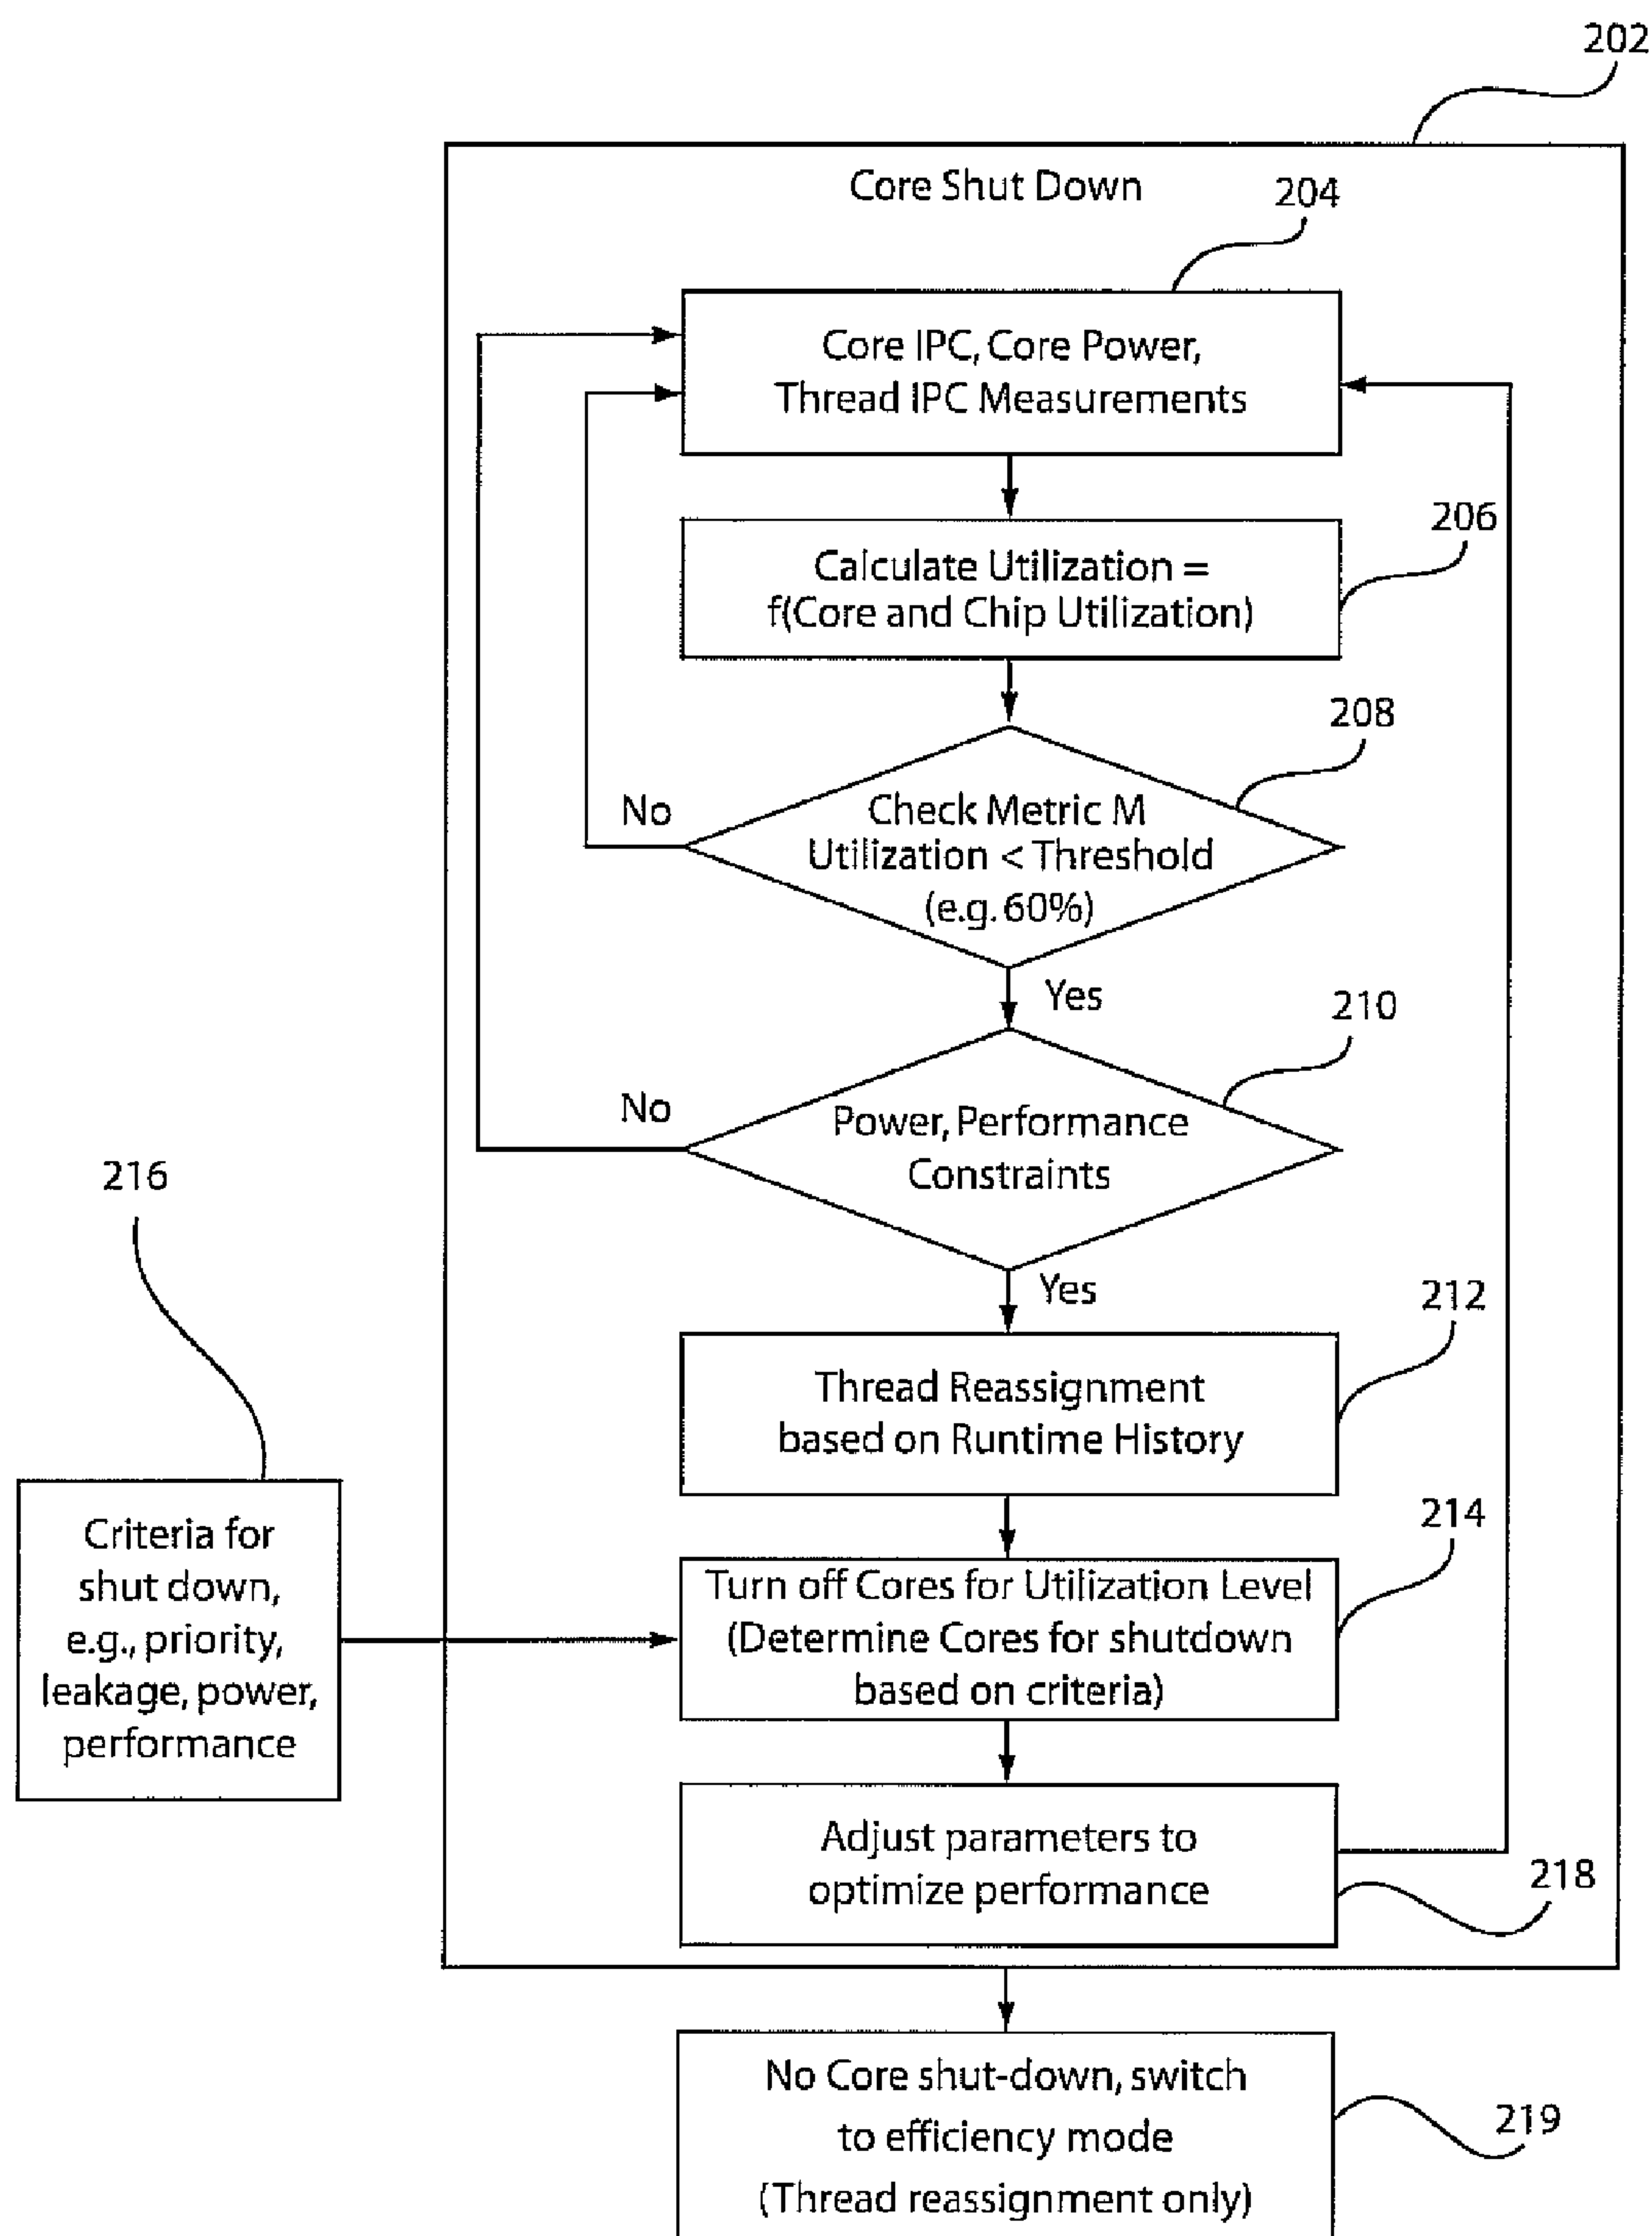 202
Core Shut Down
204
Core IPC, Core Power,
Thread IPC Measurements
206
Calculate Utilization =
f(Core and Chip Utilization)
208
No
Check Metric M
Utilization < Threshold
(e.g. 60%)
Yes
210
No
Power, Performance
Constraints
216
Yes
212
Thread Reassignment
based on Runtime History
214
Criteria for
shut down,
e.g., priority,
leakage, power,
performance
Turn off Cores for Utilization Level
(Determine Cores for shutdown
based on criteria)
Adjust parameters to
optimize performance
218
No Core shut-down, switch
to efficiency mode
(Thread reassignment only)
219